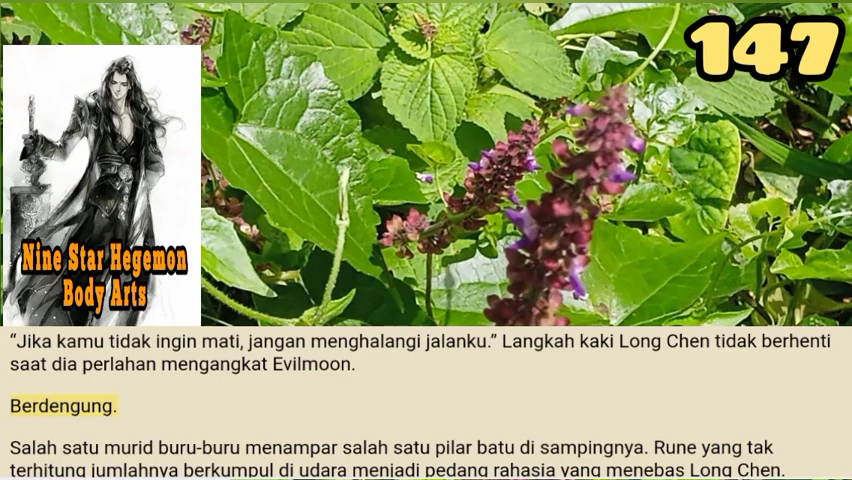 147
Nine Star Hegemon
Body Arts
“Jika kamu tidak ingin mati, jangan menghalangi jalanku.” Langkah kaki Long Chen tidak berhenti
saat dia perlahan mengangkat Evilmoon.
Berdengung.
Salah satu murid buru-buru menampar salah satu pilar batu di sampingnya. Rune yang tak
terhitung jumlahnya berkumpul di udara menjadi pedang rahasia yang menebas Long Chen.